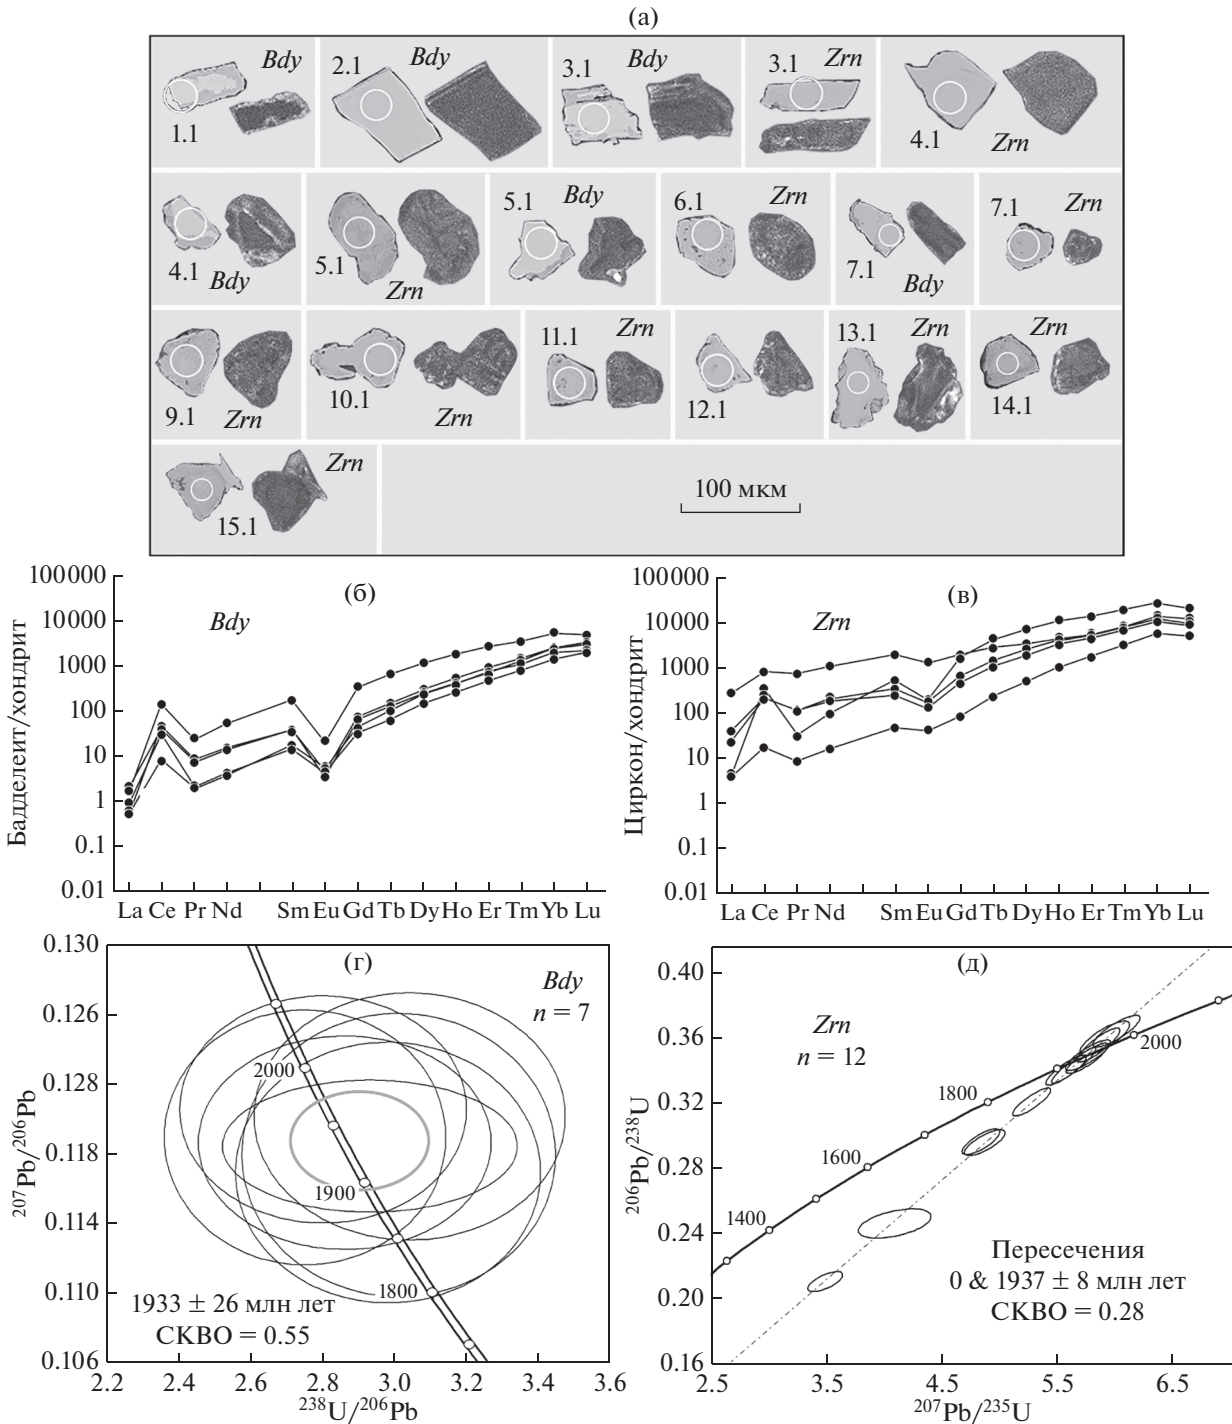 (а)
Bdy 2.1 Bdy 3.1 Bdy 3.1 Zrn
1.1 4.1 Zrn
5.1 Bdy 6.1 Zrn 7.1 Zrn
4.1 Bdy 5.1 Zrn 7.1 Bdy
11.1 Zrn 13.1 Zrn Zrn
9.1 Zrn 10.1 Zrn 12.1 14.1
Zrn
15.1
100 мкм
(б)
Bdy
Бадделеит/хондрит
100000
10000
1000
100
10
1
0.1
0.01
La Ce Pr Nd Sm Eu Gd Tb Dy Ho Er Tm Yb Lu
(в)
Zrn
Циркон/хондрит
100000
10000
1000
100
10
1
0.1
0.01
La Ce Pr Nd Sm Eu Gd Tb Dy Ho Er Tm Yb Lu
(г)
Bdy
n = 7
207Pb/206Pb
0.130
0.126
0.128
0.118
0.114
0.110
0.106
2000
1900
1800
1933 ± 26 млн лет
СКВО = 0.55
2.2 2.4 2.6 2.8 3.0 3.2 3.4 3.6
238U/206Pb
(д)
Zrn
n = 12
206Pb/238U
0.40
0.36
0.32
0.28
0.24
0.20
0.16
2000
1800
1600
1400
Пересечения
0 & 1937 ± 8 млн лет
СКВО = 0.28
2.5 3.5 4.5 5.5 6.5
207Pb/235U